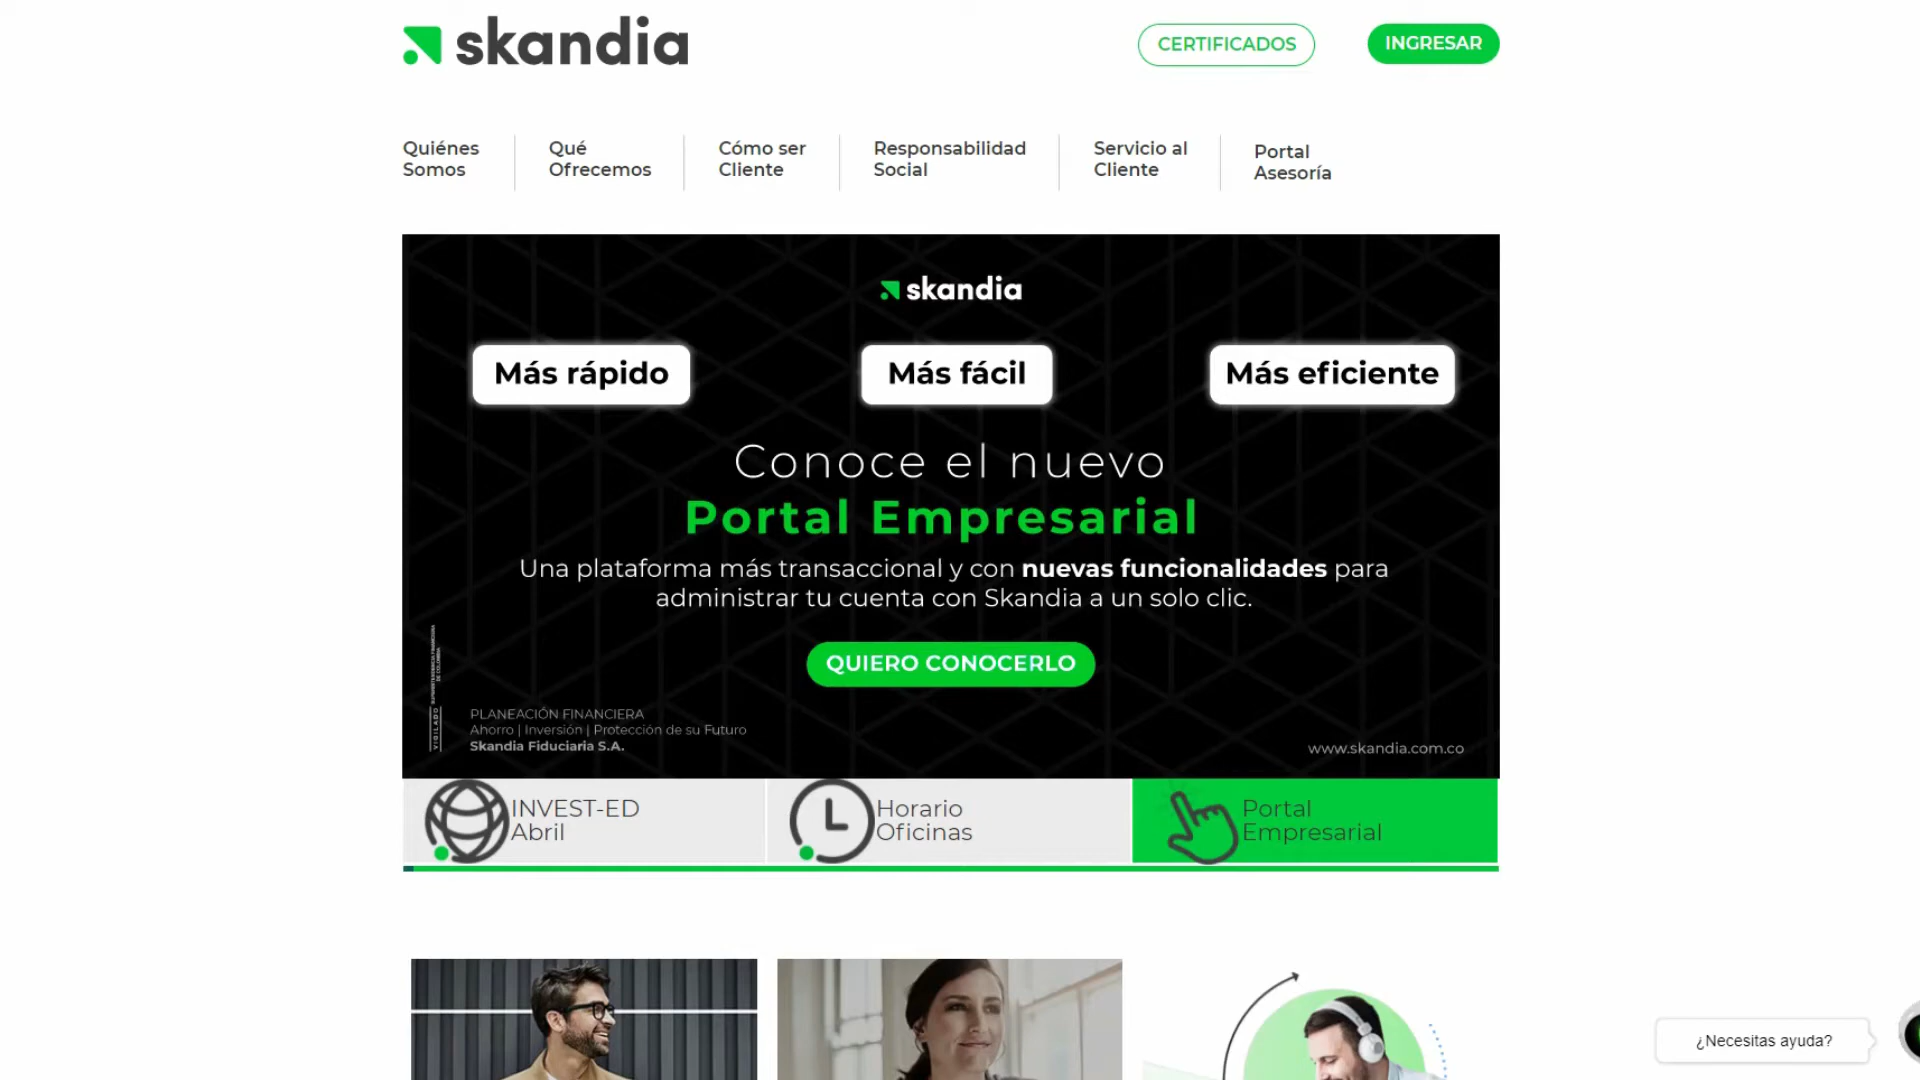 skandia
CERTIFICADOS
INGRESAR
Quiénes
Somos
Qué
Ofrecemos
Cómo ser
Cliente
Responsabilidad
Social
Servicio al
Cliente
Portal
Asesoría
skandia
Más rápido
Más fácil
Más eficiente
Conoce el nuevo
Portal Empresarial
Una plataforma más transaccional y con nuevas funcionalidades para
administrar tu cuenta con Skandia a un solo clic.
QUIERO CONOCERLO
VIGILADO
PLANEACIÓN FINANCIERA
Ahorro | Inversión | Protección de su Futuro
Skandia Fiduciaria S.A.
www.skandia.com.co
INVEST-ED
Abril
Horario
Oficinas
Portal
Empresarial
¿Necesitas ayuda?